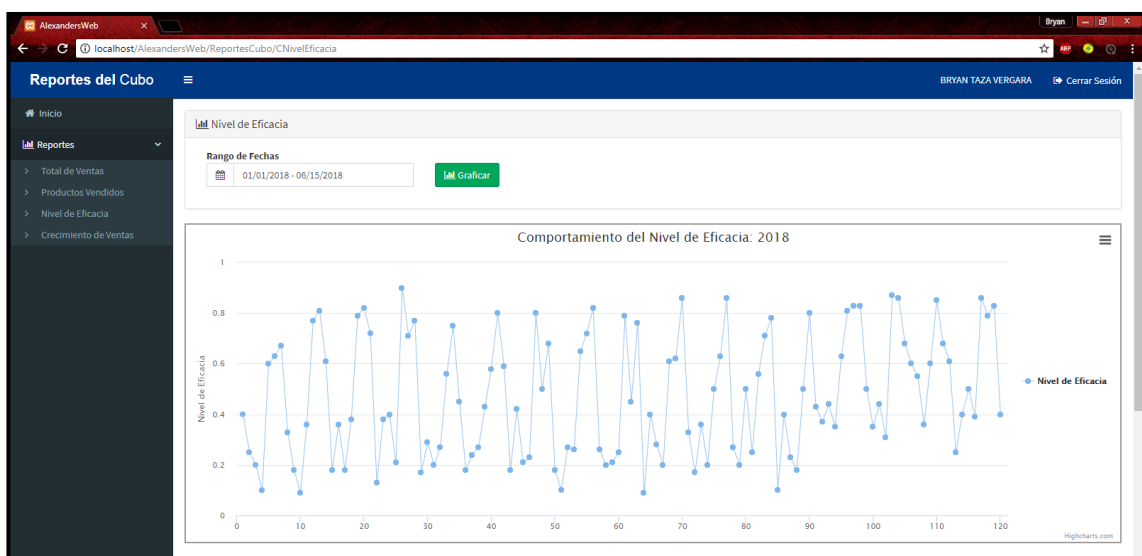 AlexandersWeb
Bryan
localhost/AlexandersWeb/ReportesCubo/CNivelEficacia
ABP
Reportes del Cubo
BRYAN TAZA VERGARA
Cerrar Sesión
Inicio
Reportes
Total de Ventas
Productos Vendidos
Nivel de Eficacia
Crecimiento de Ventas
Nivel de Eficacia
Rango de Fechas
01/01/2018 - 06/15/2018
Graficar
Comportamiento del Nivel de Eficacia: 2018
Nivel de Eficacia
1
0.8
0.6
0.4
0.2
0
0 10 20 30 40 50 60 70 80 90 100 110 120
Nivel de Eficacia
Highcharts.com